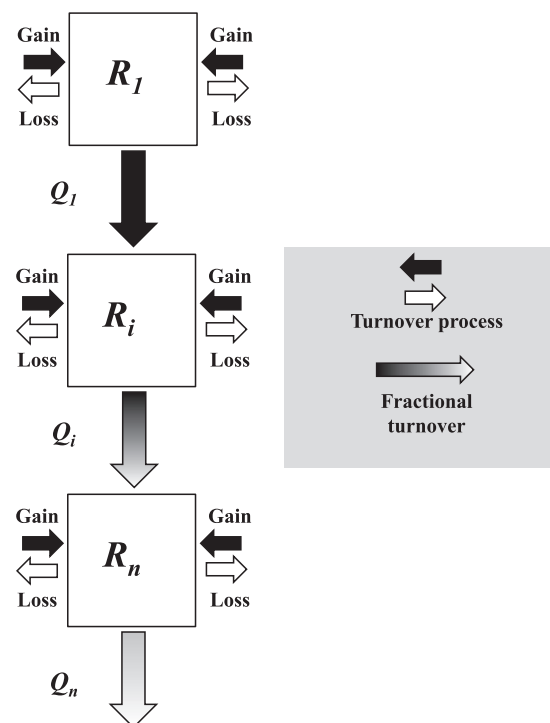 Gain Gain
R1
Loss Loss
Q1
Gain Gain
Ri
Loss Loss
Turnover process
Fractional
turnover
Qi
Gain Gain
Rn
Loss Loss
Qn